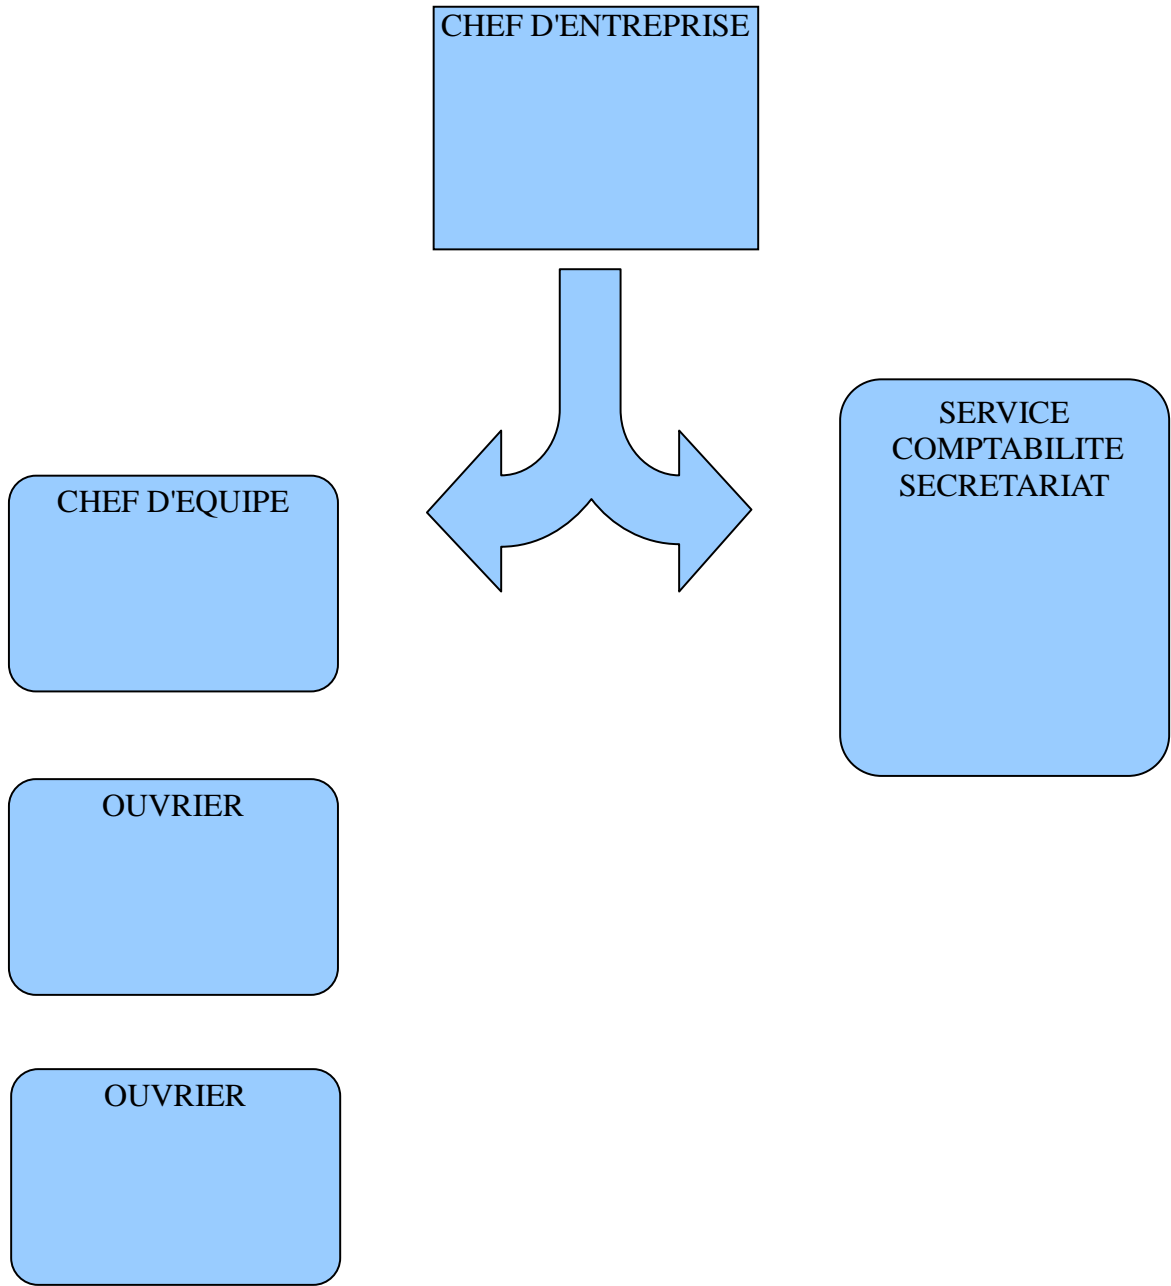 CHEF D'ENTREPRISE
SERVICE
COMPTABILITE
SECRETARIAT
CHEF D'EQUIPE
OUVRIER
OUVRIER